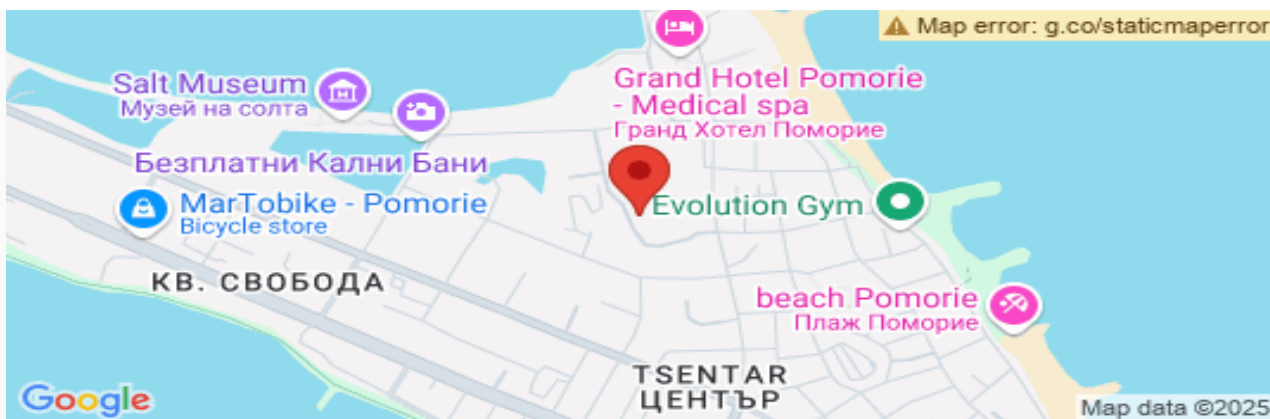 Map error: g.co/staticmaperror
Salt Museum
Музей на солта
Grand Hotel Pomorie
- Medical spa
Гранд Хотел Поморие
Безплатни Кални Бани
MarTobike - Pomorie
Bicycle store
Evolution Gym
КВ. СВОБОДА
beach Pomorie
Плаж Поморие
TSENTAR
ЦЕНТЪР
Google
Map data ©2025